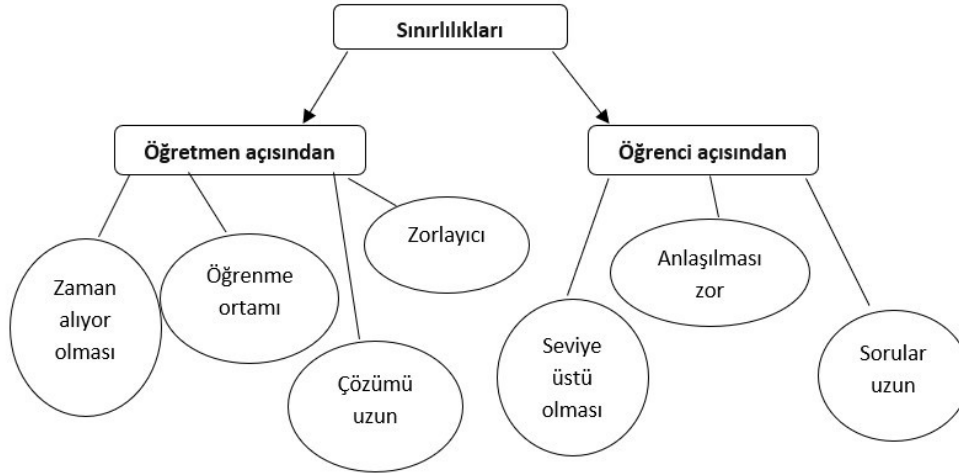 Sınırlılıkları
Öğretmen açısından
Öğrenci açısından
Zaman
alıyor
olması
Öğrenme
ortamı
Çözümü
uzun
Zorlayıcı
Seviye
üstü
olması
Anlaşılması
zor
Sorular
uzun